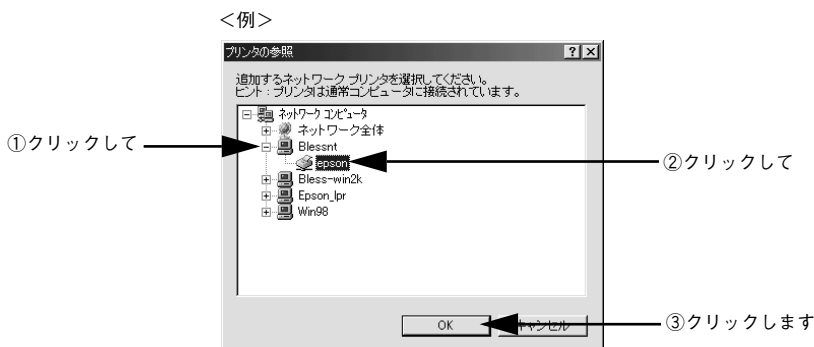 ＜例＞
プリンタの参照
追加するネットワーク プリンタを選択してください。
ヒント : プリンタは通常コンピュータに接続されています。
ネットワーク コンピュータ
ネットワーク全体
①クリックして
Blessnt
epson
②クリックして
Bless-win2k
Epson_lpr
Win98
OK
キャンセル
③クリックします